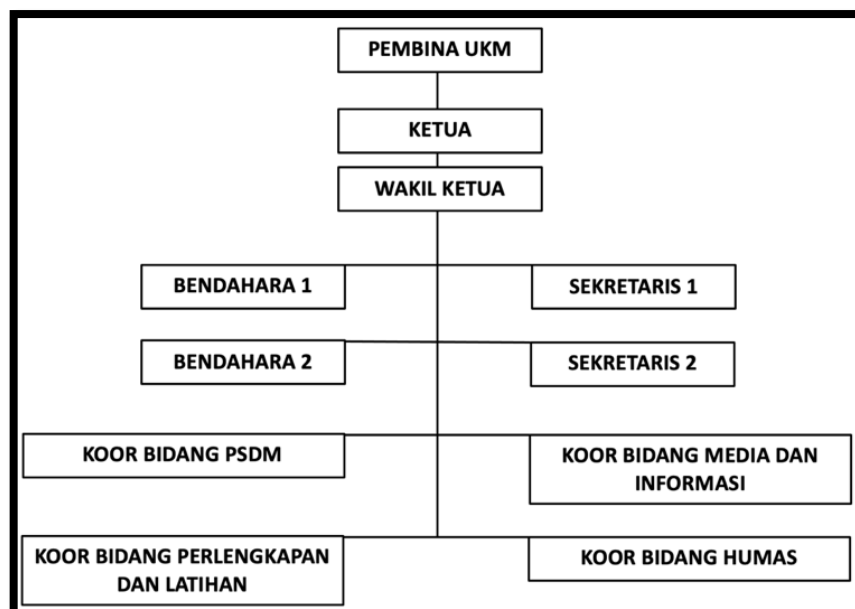 PEMBINA UKM
KETUA
WAKIL KETUA
BENDAHARA 1
SEKRETARIS 1
BENDAHARA 2
SEKRETARIS 2
KOOR BIDANG PSDM
KOOR BIDANG MEDIA DAN
INFORMASI
KOOR BIDANG PERLENGKAPAN
DAN LATIHAN
KOOR BIDANG HUMAS